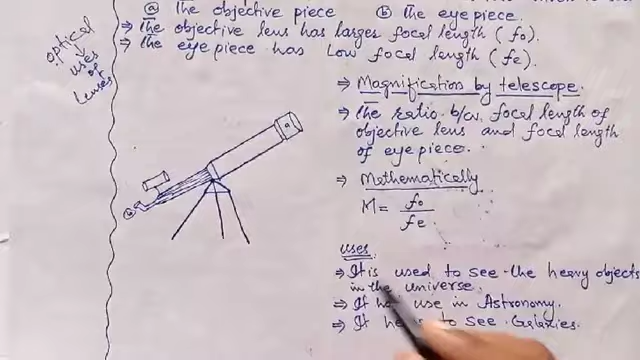 ⓐ The objective piece ⓑ The eye piece.
⇒ The objective lens has larges focal length (fo).
⇒ The eye piece has Low focal length (fe).
optical
↓
uses
of
Lenses
⇒ Magnification by telescope.
⇒ The ratio b/w focal length of
objective lens and focal length
of eye piece.
⇒ Methematically
M = fo
fe
a
b
uses
⇒ It is used to see the heavy objects
in the universe.
⇒ It has use in Astronomy.
⇒ It to see Galaxies.